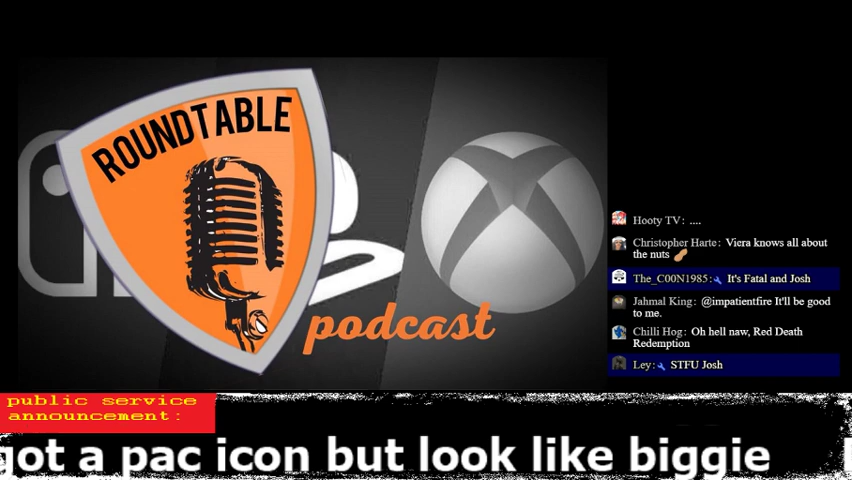 ROUNDTABLE
podcast
Hooty TV: ....
Christopher Harte: Viera knows all about
the nuts 🥜
The_C00N1985: It's Fatal and Josh
Jahmal King: @impatientfire It'll be good
to me.
Chilli Hog: Oh hell naw, Red Death
Redemption
Ley: STFU Josh
public service
announcement:
got a pac icon but look like biggie